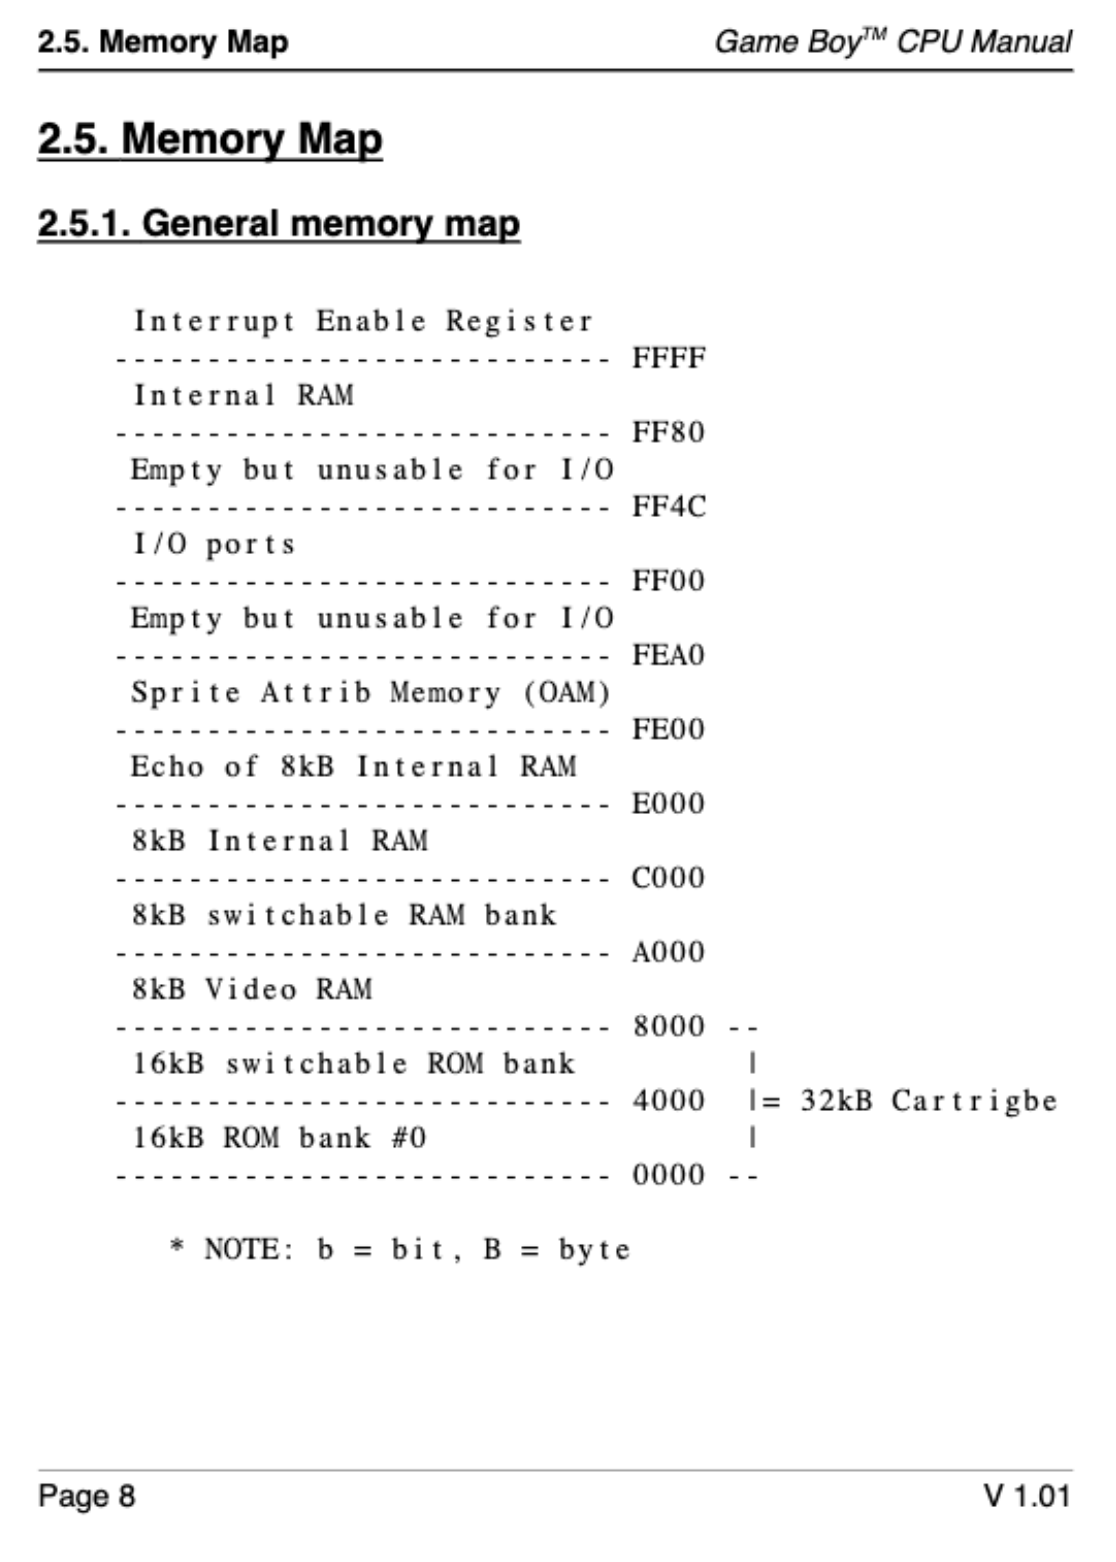 2.5. Memory Map Game Boy™ CPU Manual
2.5. Memory Map
2.5.1. General memory map
Interrupt Enable Register
--------------------------- FFFF
Internal RAM
--------------------------- FF80
Empty but unusable for I/O
--------------------------- FF4C
I/O ports
--------------------------- FF00
Empty but unusable for I/O
--------------------------- FEA0
Sprite Attrib Memory (OAM)
--------------------------- FE00
Echo of 8kB Internal RAM
--------------------------- E000
8kB Internal RAM
--------------------------- C000
8kB switchable RAM bank
--------------------------- A000
8kB Video RAM
--------------------------- 8000 --
16kB switchable ROM bank |
--------------------------- 4000 |= 32kB Cartrigbe
16kB ROM bank #0 |
--------------------------- 0000 --
* NOTE: b = bit, B = byte
Page 8 V 1.01